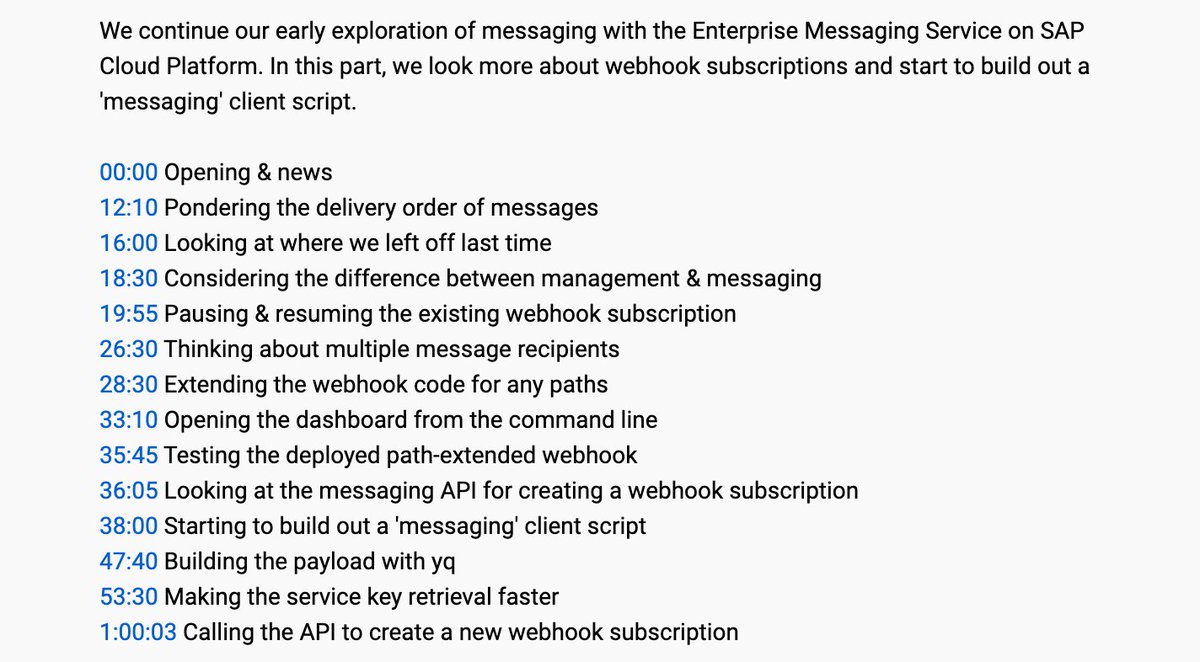 We continue our early exploration of messaging with the Enterprise Messaging Service on SAP
Cloud Platform. In this part, we look more about webhook subscriptions and start to build out a
'messaging' client script.
00:00 Opening & news
12:10 Pondering the delivery order of messages
16:00 Looking at where we left off last time
18:30 Considering the difference between management & messaging
19:55 Pausing & resuming the existing webhook subscription
26:30 Thinking about multiple message recipients
28:30 Extending the webhook code for any paths
33:10 Opening the dashboard from the command line
35:45 Testing the deployed path-extended webhook
36:05 Looking at the messaging API for creating a webhook subscription
38:00 Starting to build out a 'messaging' client script
47:40 Building the payload with yq
53:30 Making the service key retrieval faster
1:00:03 Calling the API to create a new webhook subscription